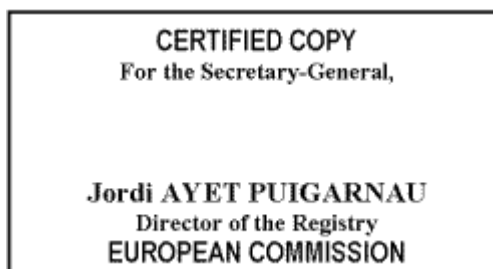 CERTIFIED COPY
For the Secretary-General,
Jordi AYET PUIGARNAU
Director of the Registry
EUROPEAN COMMISSION